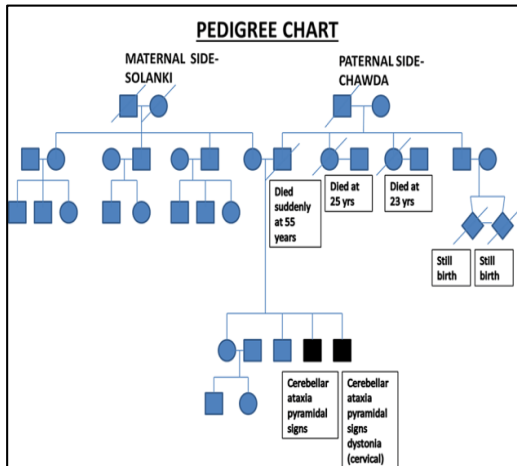 PEDIGREE CHART
MATERNAL SIDE-
SOLANKI
PATERNAL SIDE-
CHAWDA
Died
suddenly
at 55
years
Died at
25 yrs
Died at
23 yrs
Still
birth
Still
birth
Cerebellar
ataxia
pyramidal
signs
Cerebellar
ataxia
pyramidal
signs
dystonia
(cervical)